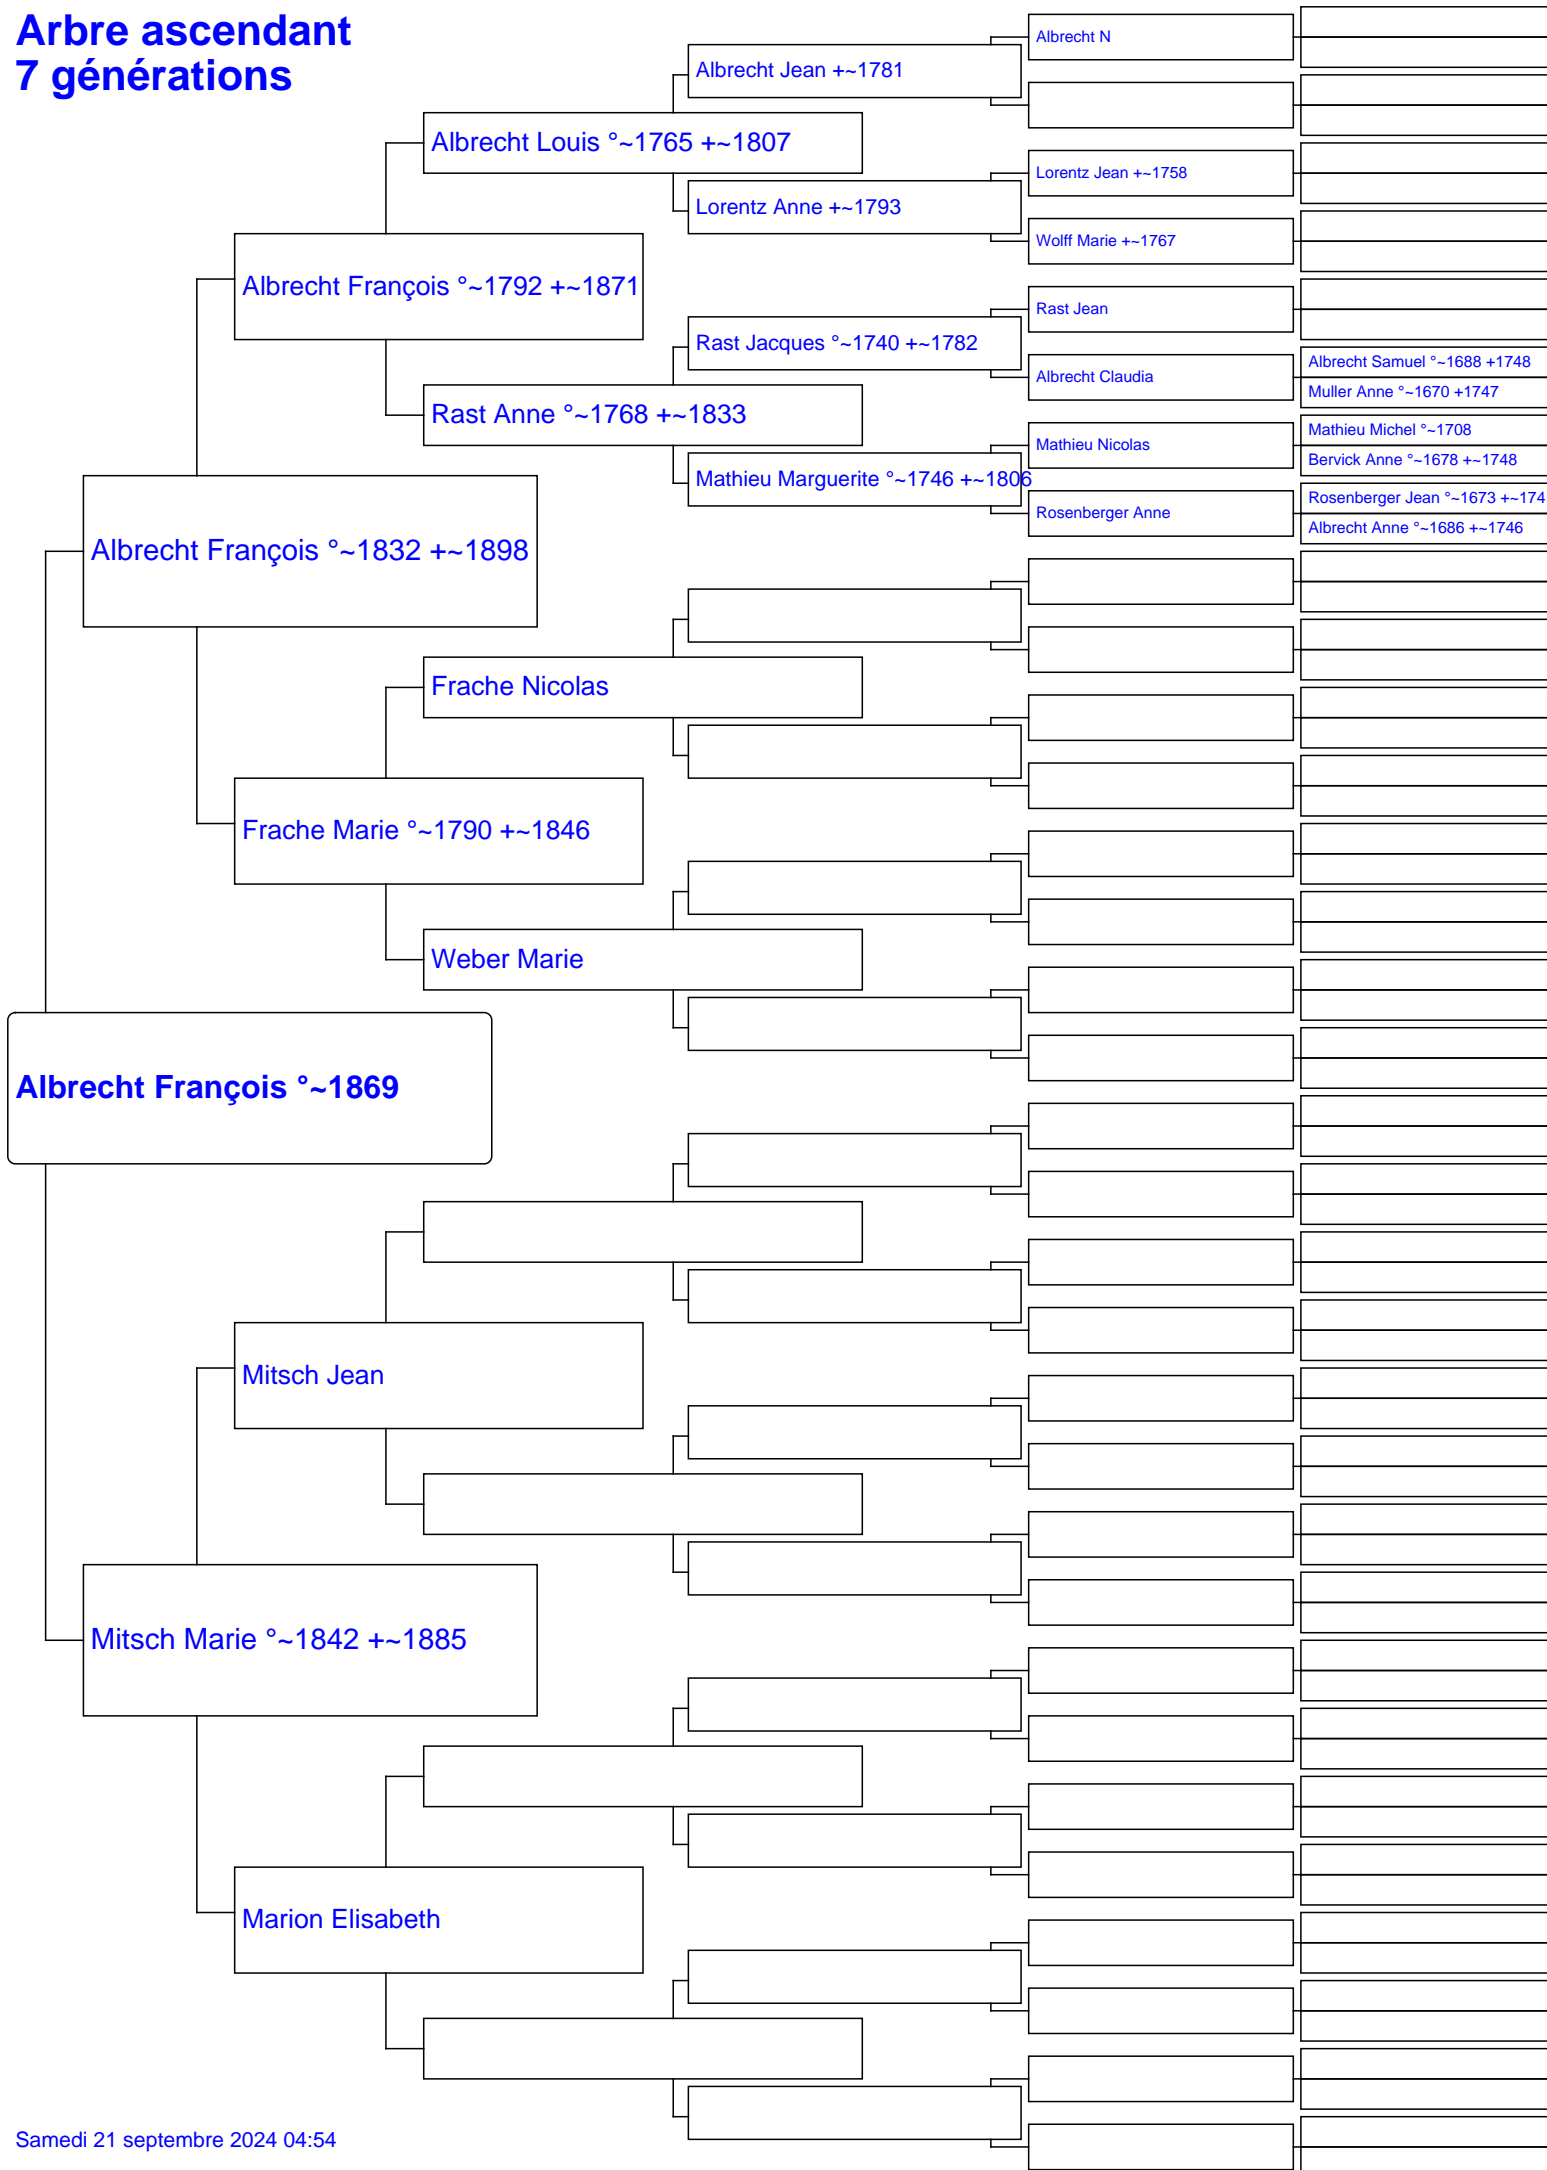 Arbre ascendant
7 générations
Albrecht N
Albrecht Jean +~1781
Albrecht Louis °~1765 +~1807
Lorentz Jean +~1758
Lorentz Anne +~1793
Wolff Marie +~1767
Albrecht François °~1792 +~1871
Rast Jean
Rast Jacques °~1740 +~1782
Albrecht Samuel °~1688 +1748
Albrecht Claudia
Muller Anne °~1670 +1747
Rast Anne °~1768 +~1833
Mathieu Michel °~1708
Mathieu Nicolas
Bervick Anne °~1678 +~1748
Mathieu Marguerite °~1746 +~1806
Rosenberger Jean °~1673 +~174
Rosenberger Anne
Albrecht Anne °~1686 +~1746
Albrecht François °~1832 +~1898
Frache Nicolas
Frache Marie °~1790 +~1846
Weber Marie
Albrecht François °~1869
Mitsch Jean
Mitsch Marie °~1842 +~1885
Marion Elisabeth
Samedi 21 septembre 2024 04:54